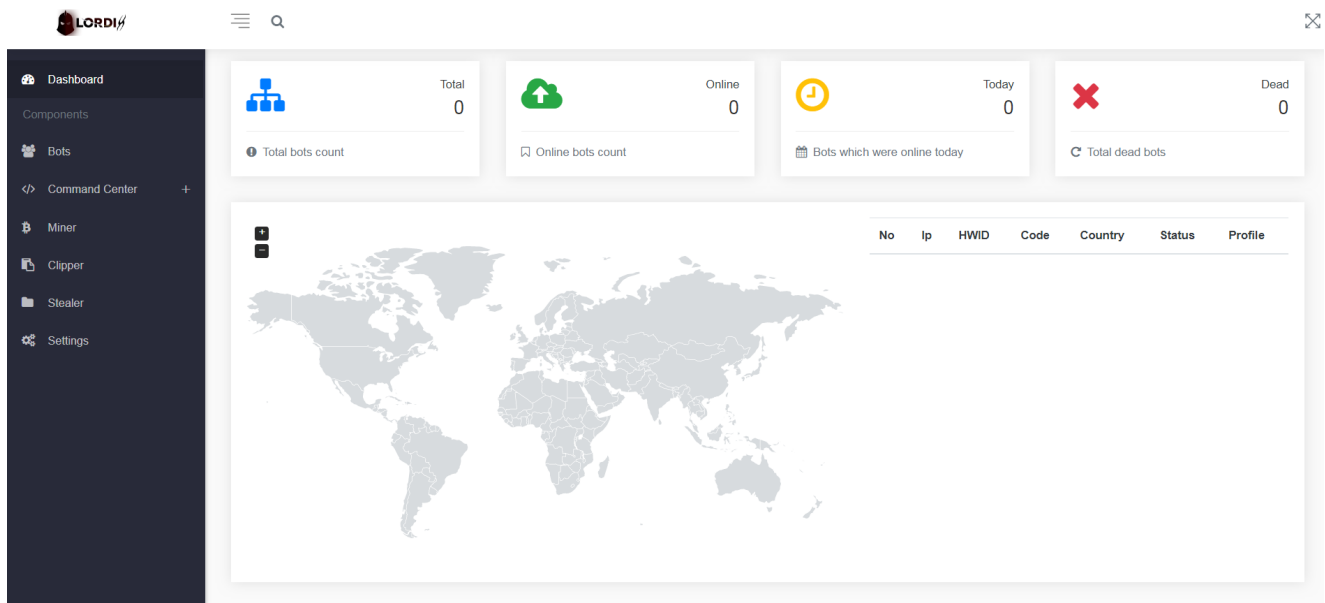 LORDI
Dashboard
Components
Bots
Command Center +
Miner
Clipper
Stealer
Settings
Total
0
Total bots count
Online
0
Online bots count
Today
0
Bots which were online today
Dead
0
Total dead bots
+
−
No Ip HWID Code Country Status Profile